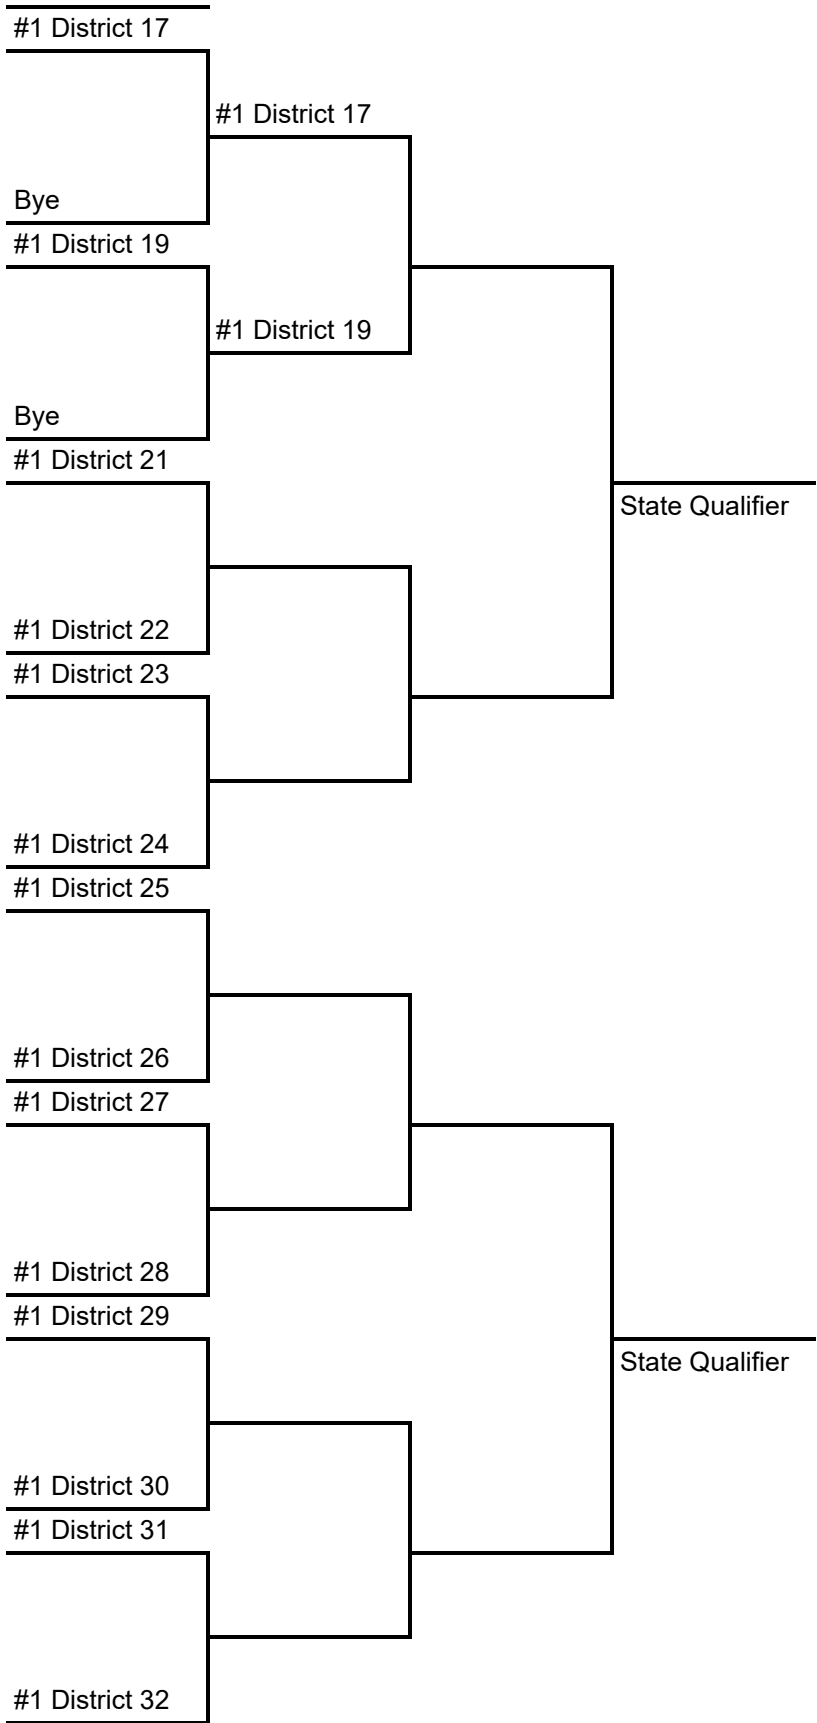 #1 District 17
#1 District 17
Bye
#1 District 19
#1 District 19
Bye
#1 District 21
State Qualifier
#1 District 22
#1 District 23
#1 District 24
#1 District 25
#1 District 26
#1 District 27
#1 District 28
#1 District 29
State Qualifier
#1 District 30
#1 District 31
#1 District 32